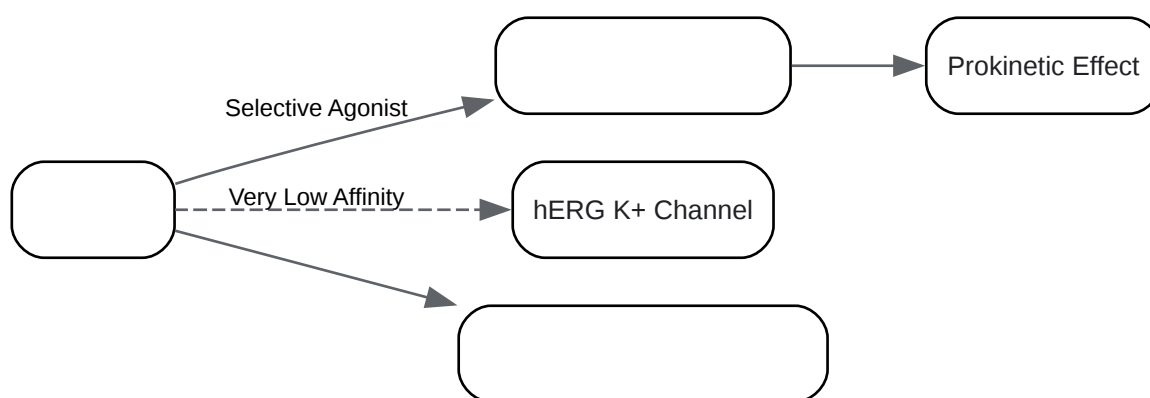 Selective Agonist
Prokinetic Effect
Very Low Affinity
hERG K+ Channel